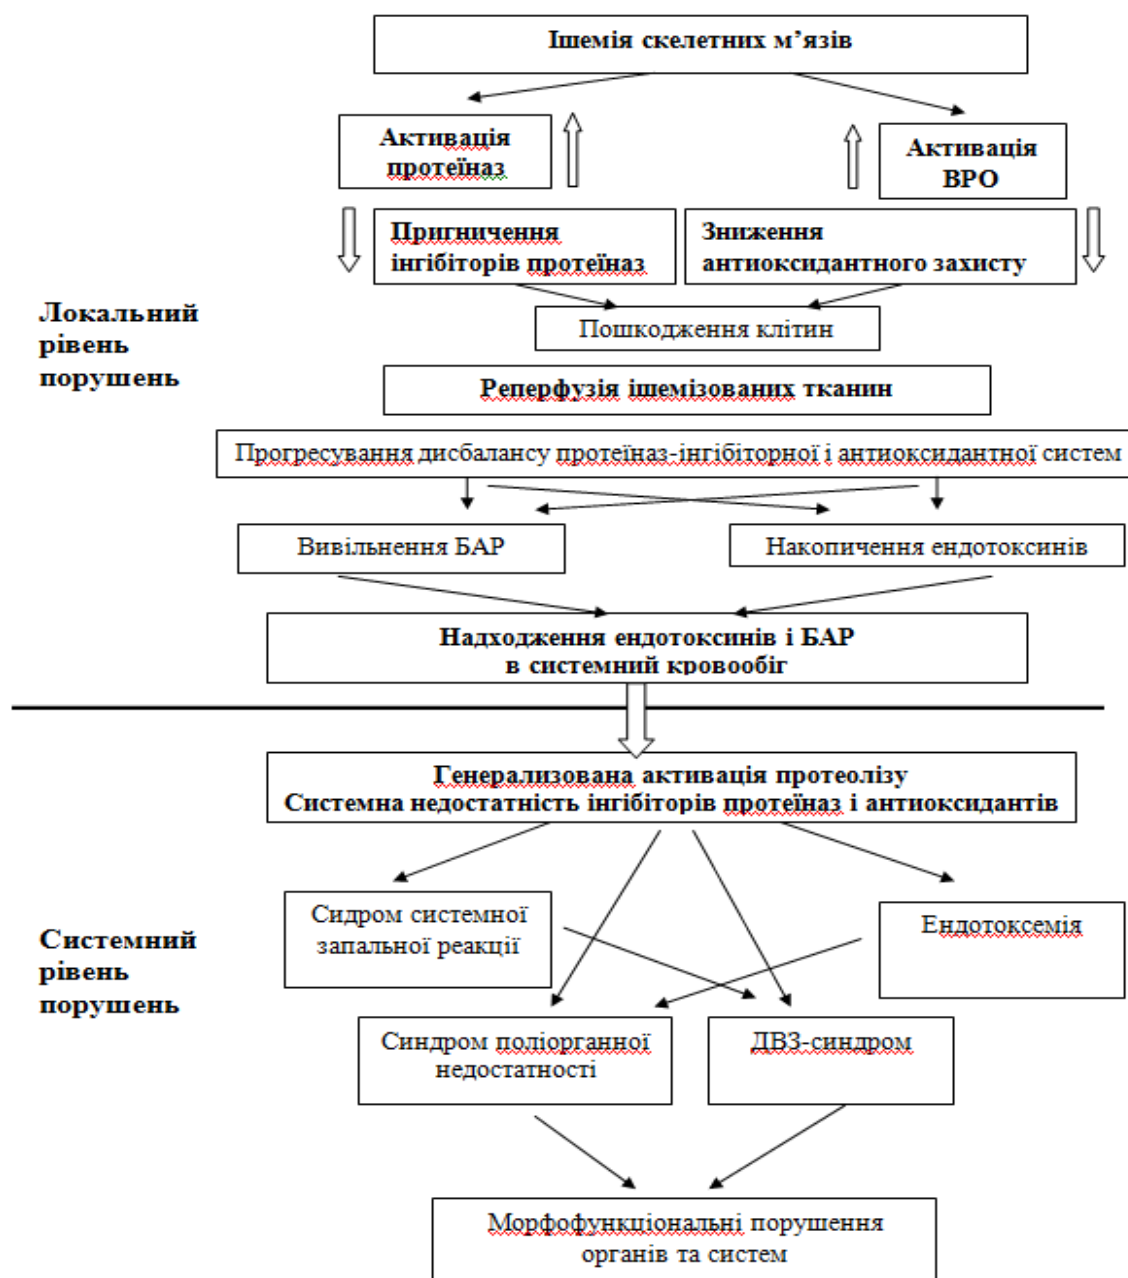 Ішемія скелетних м’язів
Активація
протеїназ
Активація
ВРО
Пригничення
інгібіторів протеїназ
Зниження
антиоксидантного захисту
Локальний
рівень
порушень
Пошкодження клітин
Реперфузія ішемізованих тканин
Прогресування дисбалансу протеїназ-інгібіторної і антиоксидантної систем
Вивільнення БАР
Накопичення ендотоксинів
Надходження ендотоксинів і БАР
в системний кровообіг
Генерализована активація протеолізу
Системна недостатність інгібіторів протеїназ і антиоксидантів
Сидром системної
запальної реакції
Ендотоксемія
Системний
рівень
порушень
Синдром поліорганної
недостатності
ДВЗ-синдром
Морфофункціональні порушення
органів та систем